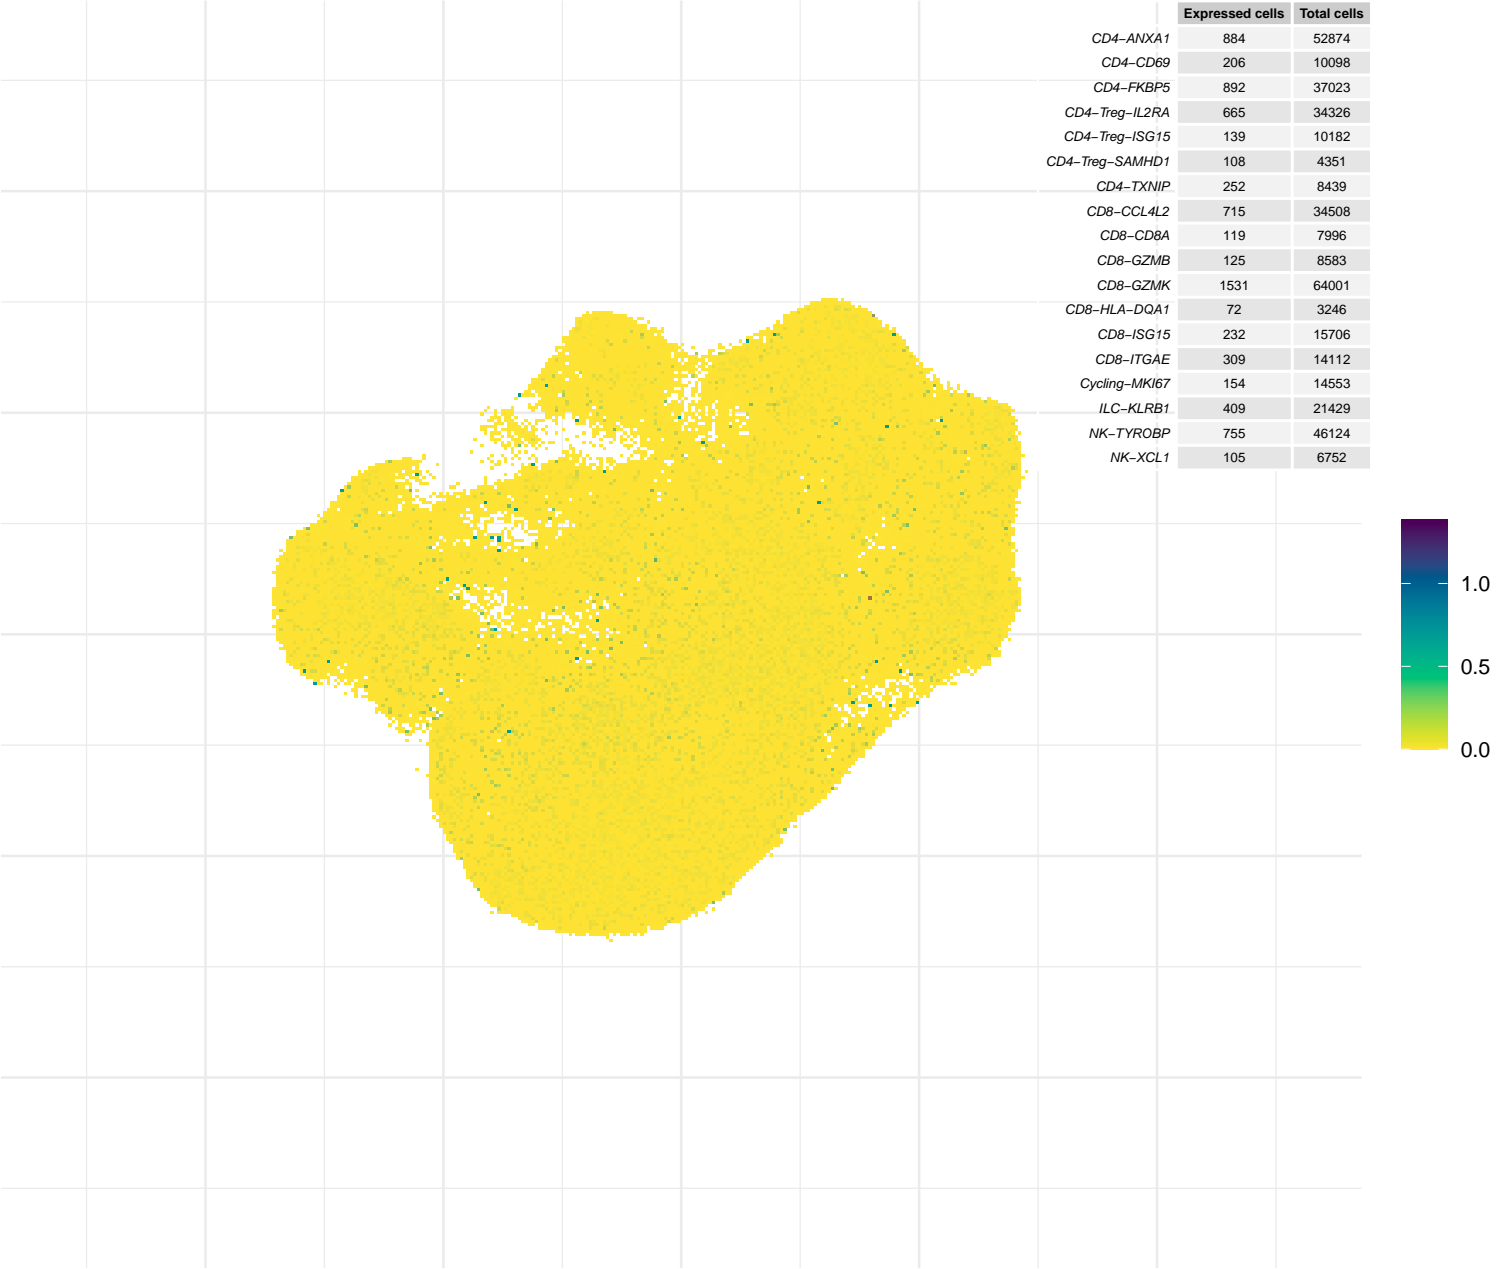 Expressed cells Total cells
CD4−ANXA1 884 52874
CD4−CD69 206 10098
CD4−FKBP5 892 37023
CD4−Treg−IL2RA 665 34326
CD4−Treg−ISG15 139 10182
CD4−Treg−SAMHD1 108 4351
CD4−TXNIP 252 8439
CD8−CCL4L2 715 34508
CD8−CD8A 119 7996
CD8−GZMB 125 8583
CD8−GZMK 1531 64001
CD8−HLA−DQA1 72 3246
CD8−ISG15 232 15706
CD8−ITGAE 309 14112
Cycling−MKI67 154 14553
ILC−KLRB1 409 21429
NK−TYROBP 755 46124
NK−XCL1 105 6752
1.0
0.5
0.0